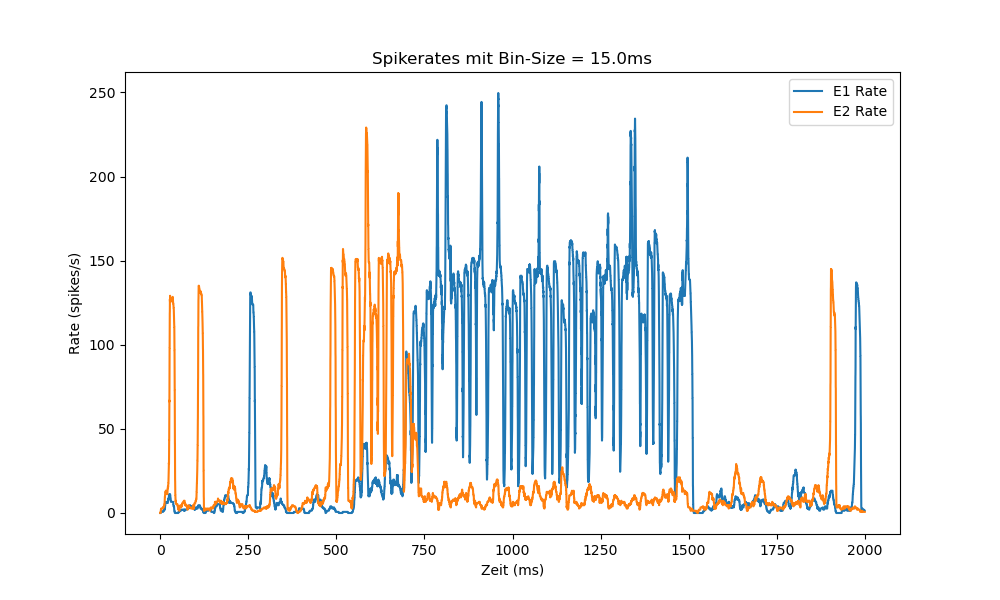 Spikerates mit Bin-Size = 15.0ms
E1 Rate
E2 Rate
250
200
150
100
50
0
Rate (spikes/s)
0 250 500 750 1000 1250 1500 1750 2000
Zeit (ms)